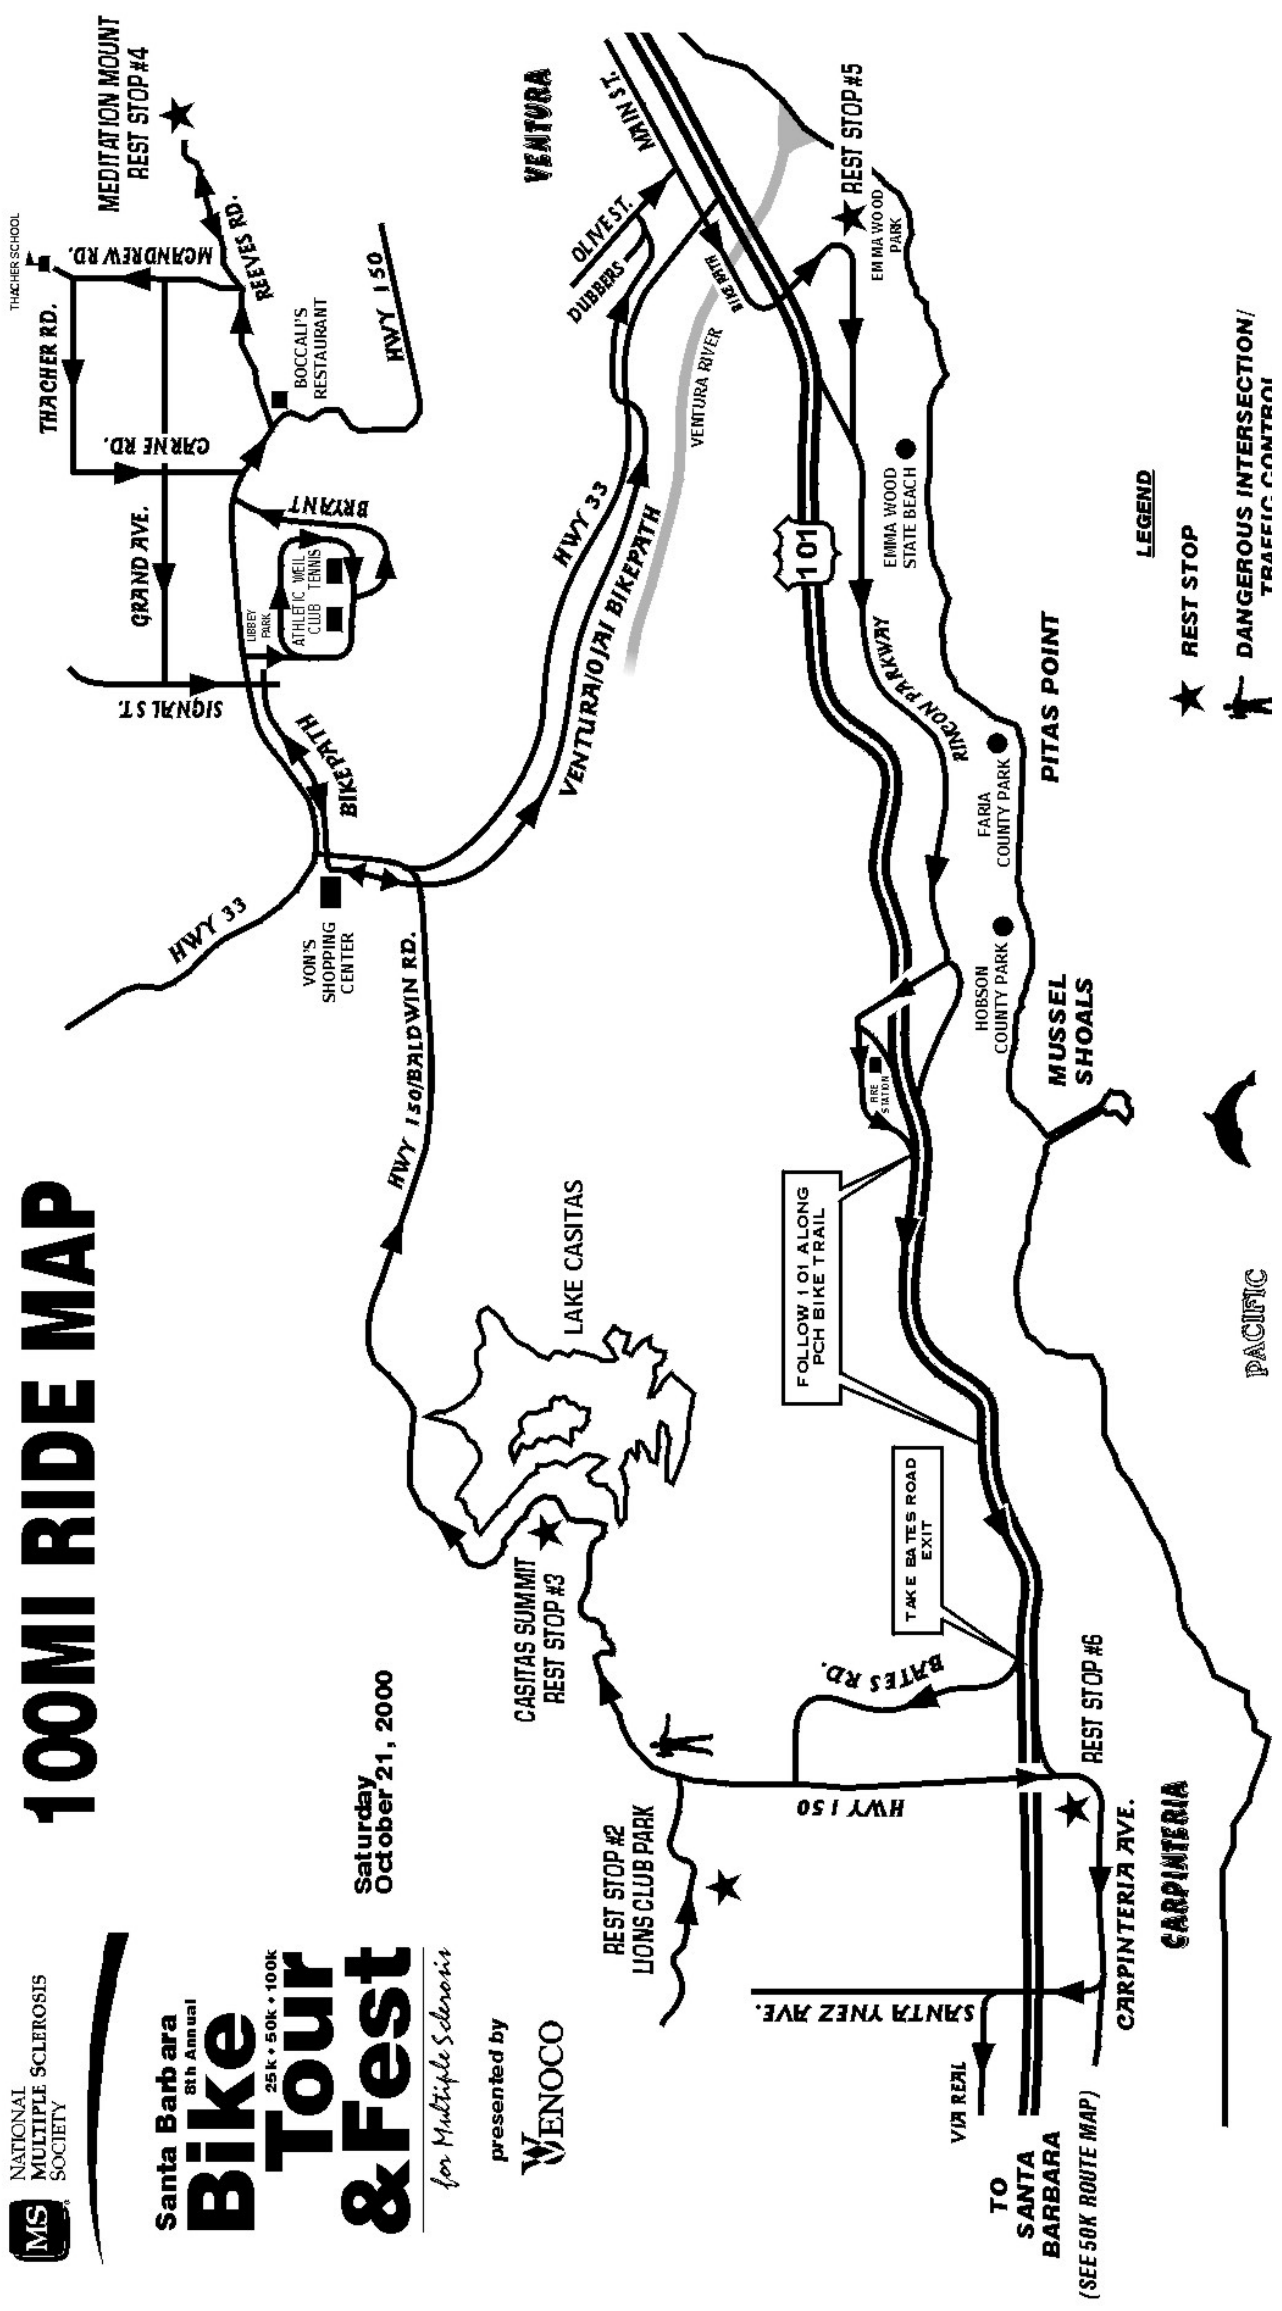 NATIONAL
MULTIPLE SCLEROSIS
SOCIETY
MS
100MI RIDE MAP
Santa Barbara
8th Annual
Bike
25k • 50k • 100k
Tour
& Fest
for Multiple Sclerosis
presented by
VENOCO
Saturday
October 21, 2000
THACHER SCHOOL
MEDITATION MOUNT
REST STOP #4
THACHER RD.
MCANDREW RD.
REEVES RD.
CARNE RD.
GRAND AVE.
BOCCALI'S
RESTAURANT
HWY 150
BRYANT
LIBBEY
PARK
ATHLETIC
CLUB
WEIL
TENNIS
SIGNAL ST.
BIKEPATH
HWY 33
VON'S
SHOPPING
CENTER
HWY 150/BALDWIN RD.
HWY 33
VENTURA/OJAI BIKEPATH
VENTURA
MAIN ST.
OLIVE ST.
DUBBERS
BIKE PATH
VENTURA RIVER
REST STOP #5
EMMA WOOD
PARK
EMMA WOOD
STATE BEACH
101
RINCON PARKWAY
PITAS POINT
FARIA
COUNTY PARK
HOBSON
COUNTY PARK
MUSSEL
SHOALS
FIRE
STATION
FOLLOW 101 ALONG
PCH BIKE TRAIL
TAKE BATES ROAD
EXIT
LAKE CASITAS
CASITAS SUMMIT
REST STOP #3
BATES RD.
HWY 150
REST STOP #2
LIONS CLUB PARK
REST STOP #6
CARPINTERIA AVE.
CARPINTERIA
SANTA YNEZ AVE.
VIA REAL
TO
SANTA
BARBARA
(SEE 50K ROUTE MAP)
PACIFIC
LEGEND
REST STOP
DANGEROUS INTERSECTION/
TRAFFIC CONTROL